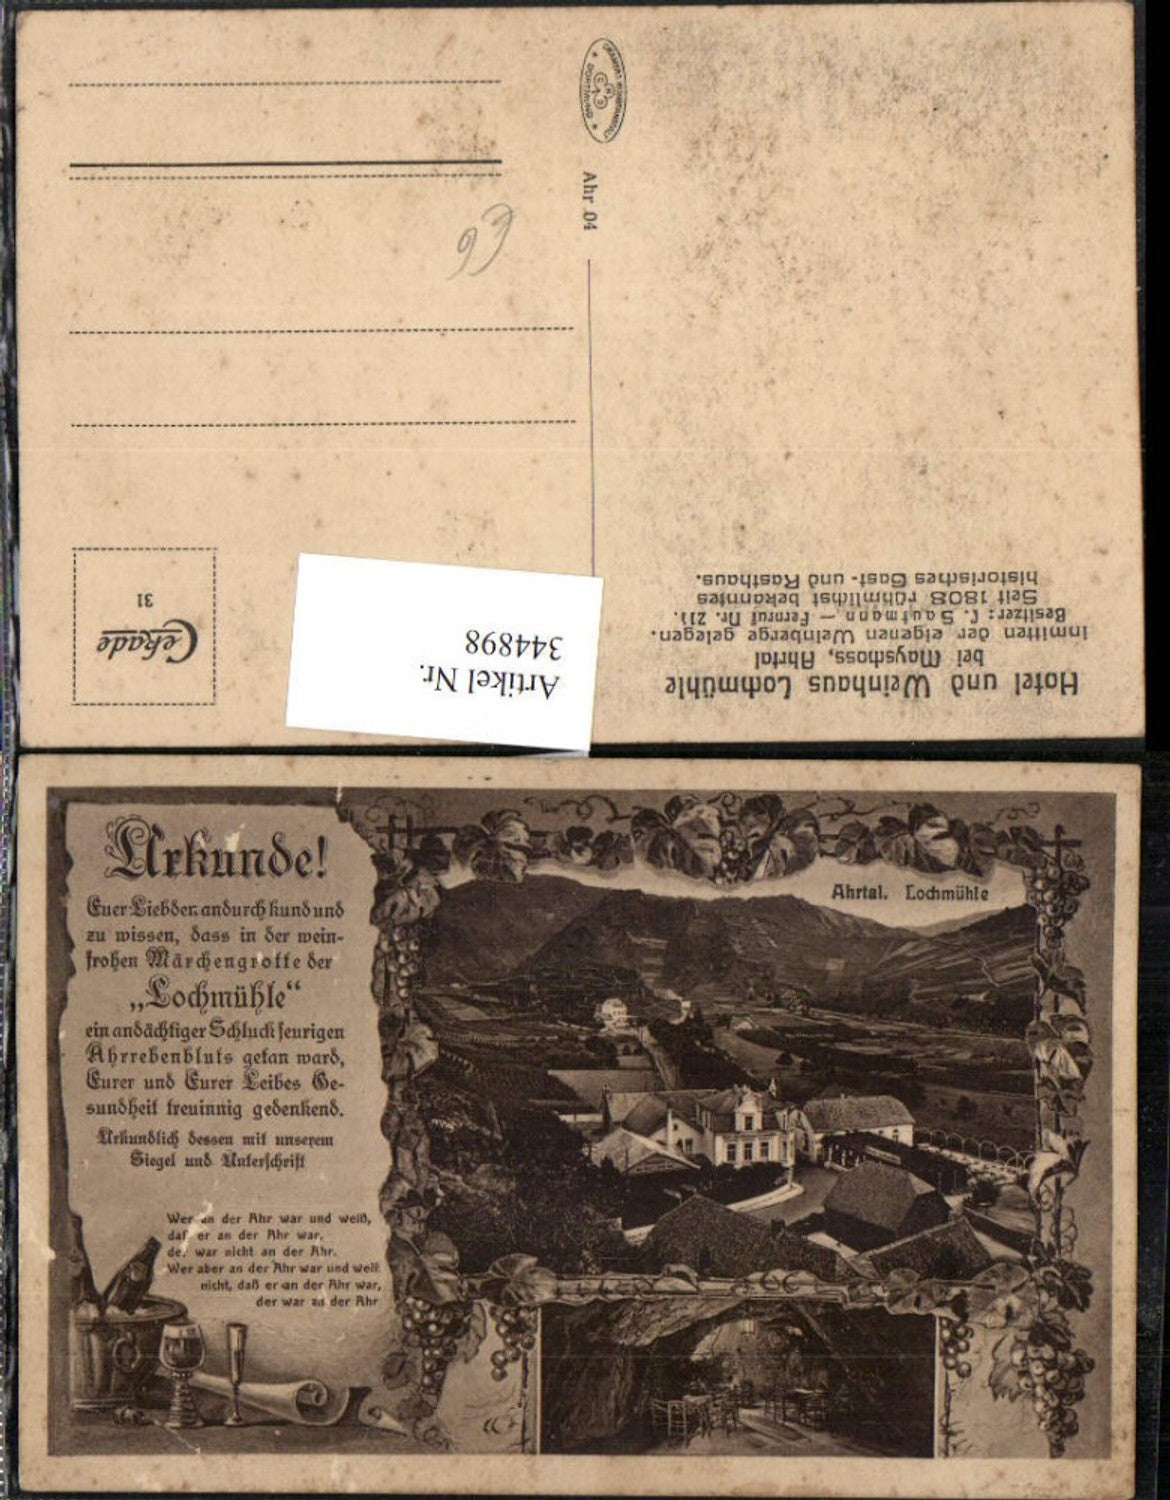 Hotel und Weinhaus Lochmühle
bei Mayschoss, Ahrtal
inmitten der eigenen Weinberge gelegen.
Besitzer: C. Sautmann — Fernruf Nr. 21.
Seit 1808 rühmlichst bekanntes
historisches Gast- und Rasthaus.
Ahr 04
Cekade
31
Artikel Nr.
344898
Urkunde!
Euer Liebden andurch kund und
zu wissen, dass in der wein-
frohen Märchengrotte der
„Lochmühle“
ein andächtiger Schluck feurigen
Ahrrebenbluts getan ward,
Eurer und Eurer Leibes Ge-
sundheit treuinnig gedenkend.
Urkundlich dessen mit unserem
Siegel und Unterschrift
Wer an der Ahr war und weiß,
daß er an der Ahr war,
der war nicht an der Ahr.
Wer aber an der Ahr war und weiß
nicht, daß er an der Ahr war,
der war an der Ahr
Ahrtal. Lochmühle